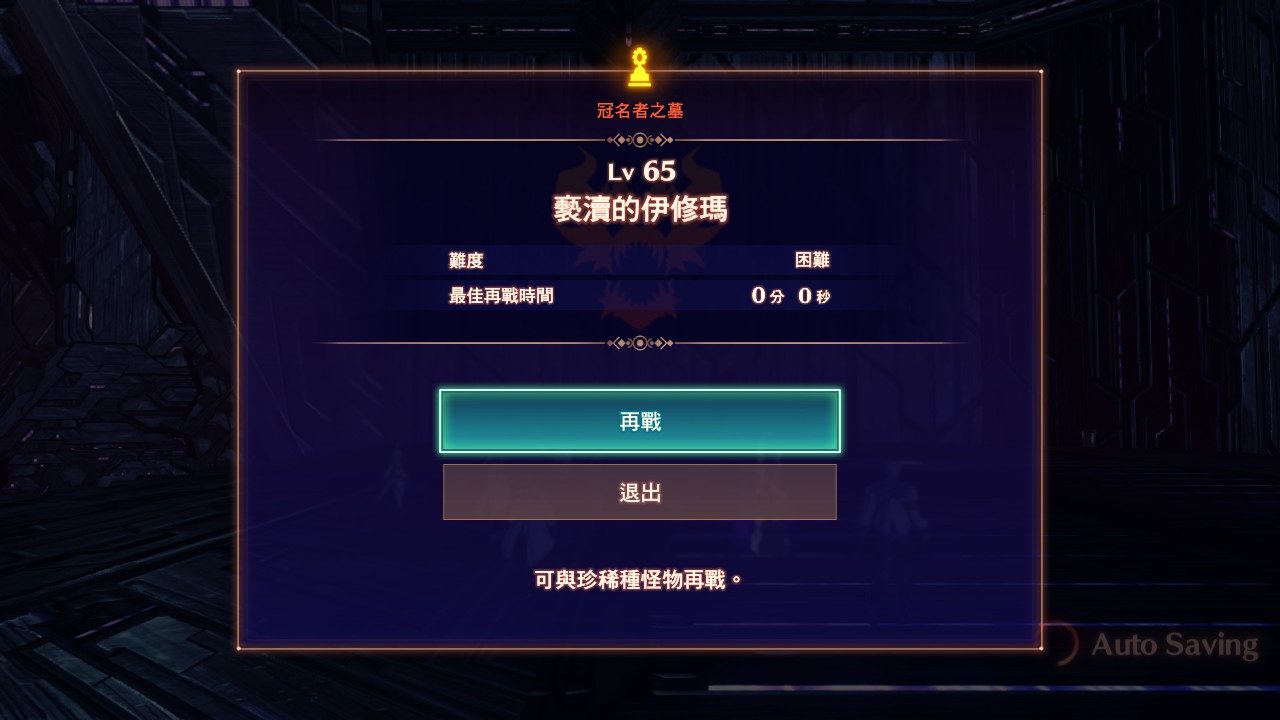 冠名者之墓
Lv 65
褻瀆的伊修瑪
難度 困難
最佳再戰時間 0分 0秒
再戰
退出
可與珍稀種怪物再戰。
Auto Saving